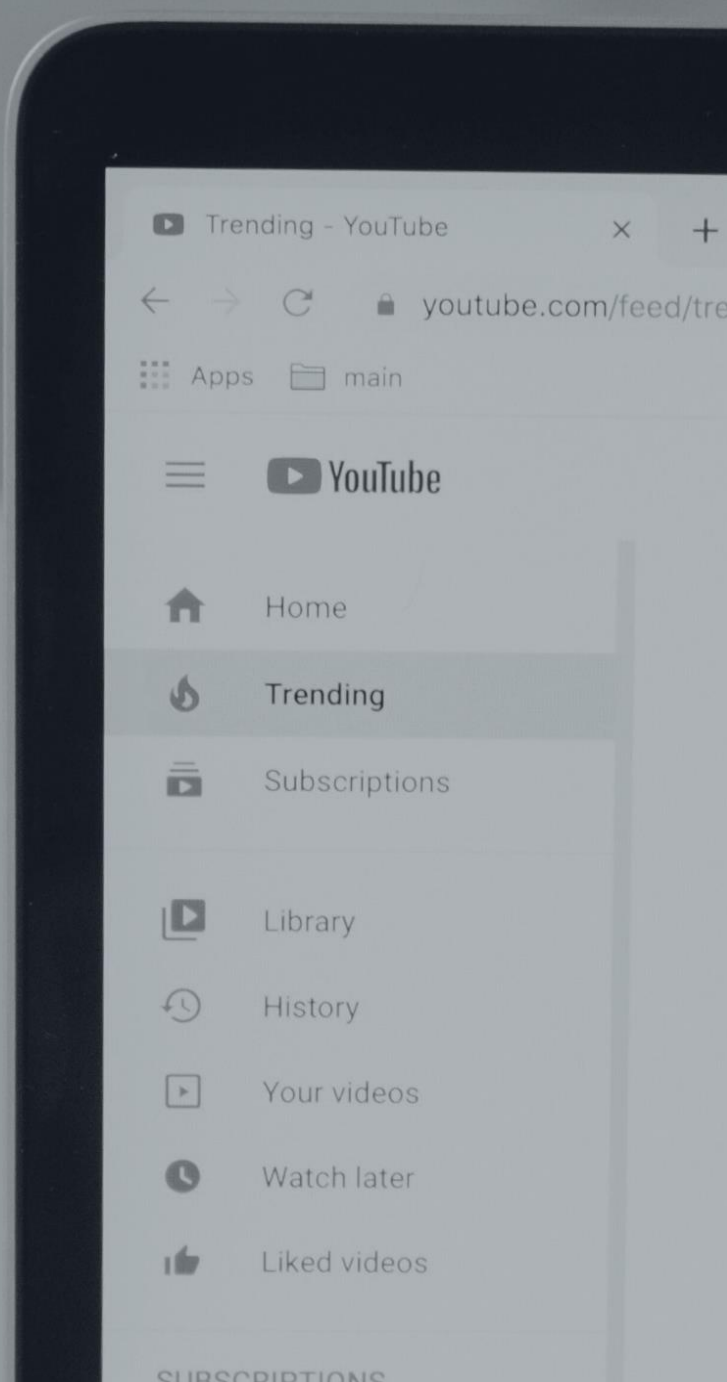 Trending - YouTube
youtube.com/feed/tre
Apps main
YouTube
Home
Trending
Subscriptions
Library
History
Your videos
Watch later
Liked videos
SUBSCRIPTIONS